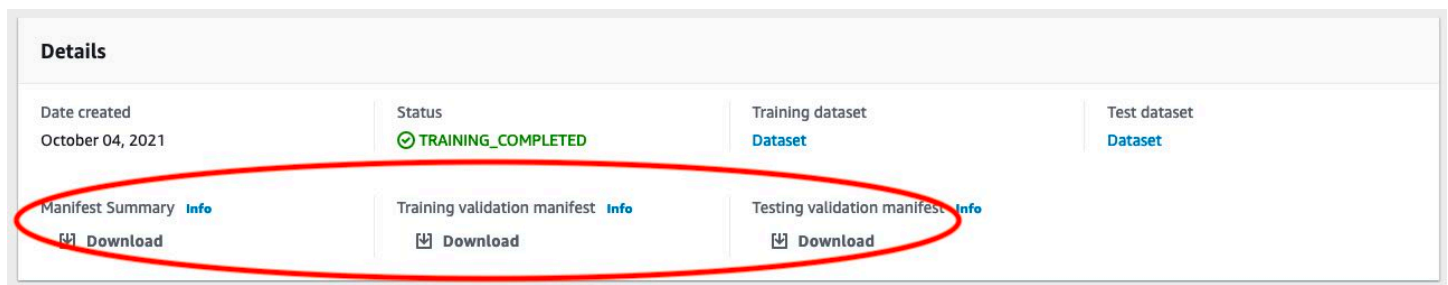 Details
Date created Status Training dataset Test dataset
October 04, 2021 TRAINING_COMPLETED Dataset Dataset
Manifest Summary Info Training validation manifest Info Testing validation manifest Info
Download Download Download